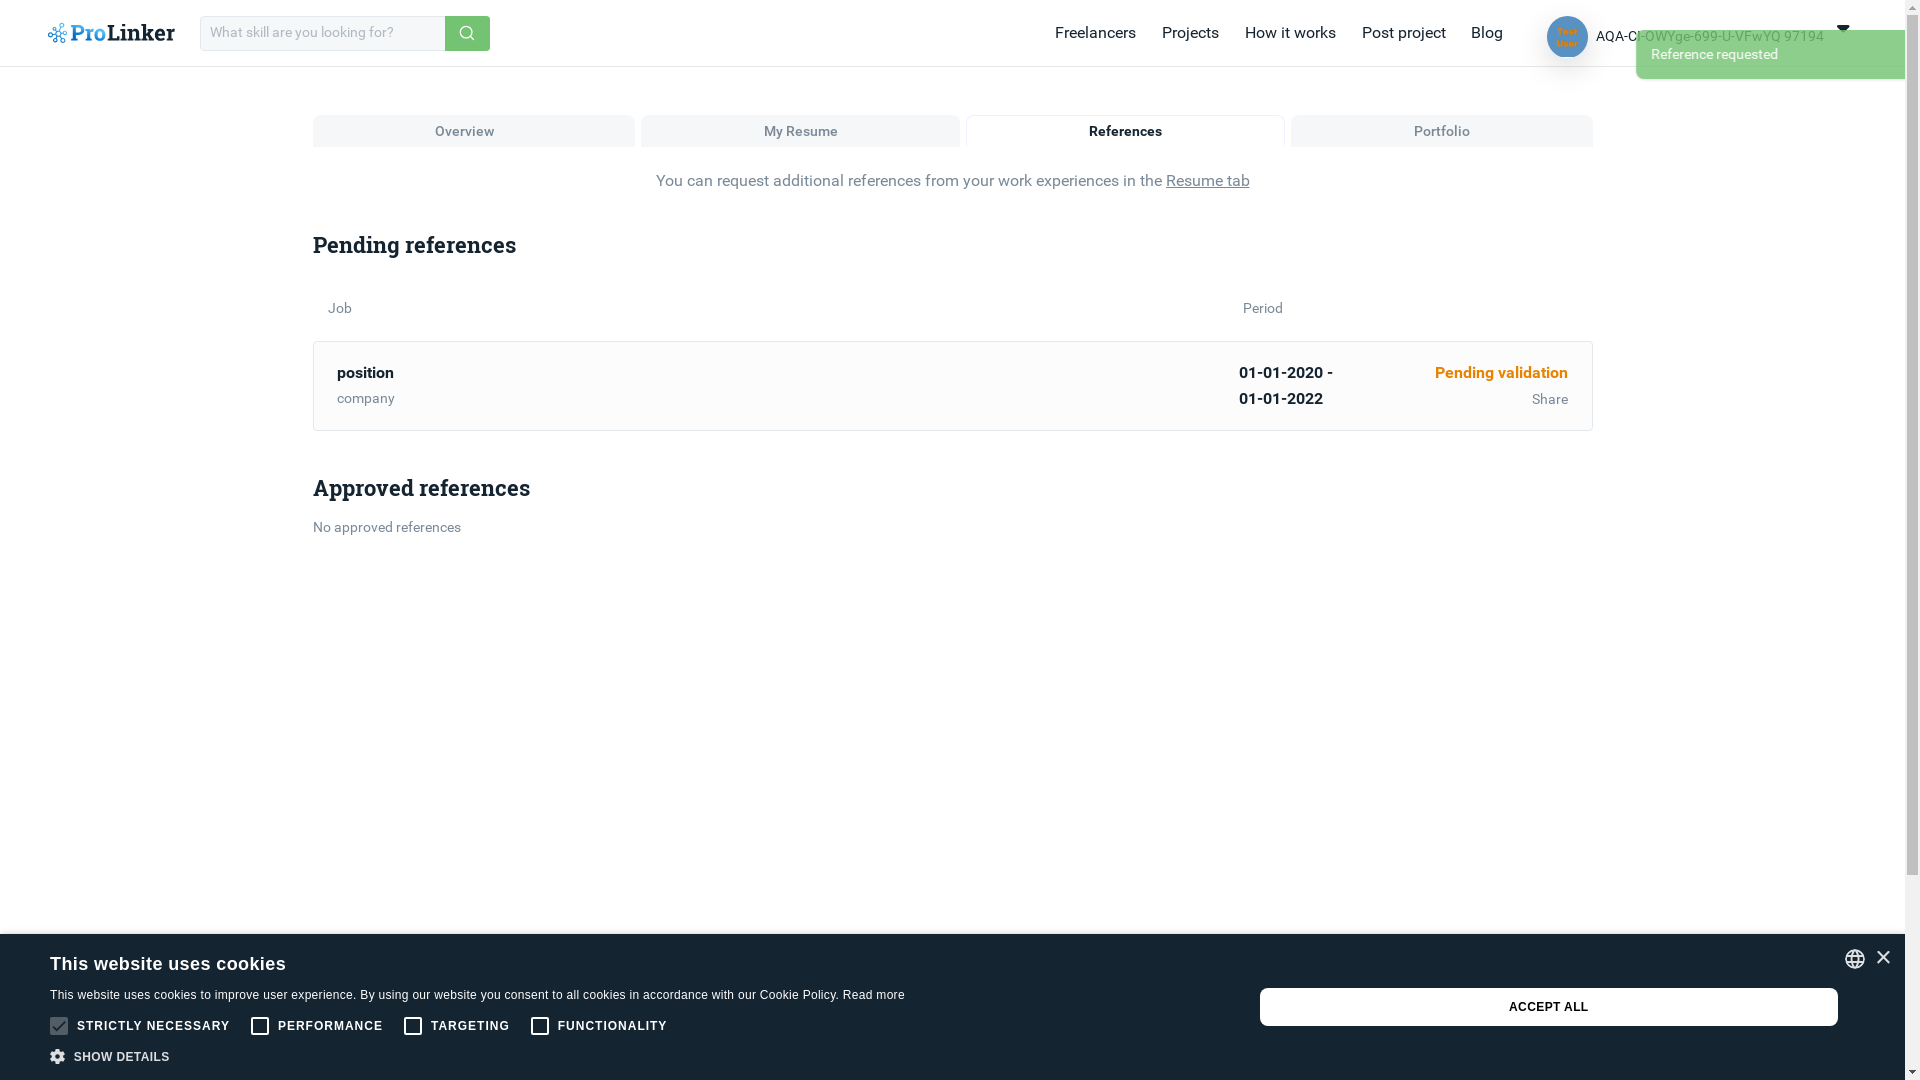 ProLinker
What skill are you looking for?
Freelancers
Projects
How it works
Post project
Blog
Test
User
AQA-CI-OWYge-699-U-VFwYQ 97194
Reference requested
Overview
My Resume
References
Portfolio
You can request additional references from your work experiences in the Resume tab
Pending references
Job
Period
position
company
01-01-2020 -
01-01-2022
Pending validation
Share
Approved references
No approved references
This website uses cookies
This website uses cookies to improve user experience. By using our website you consent to all cookies in accordance with our Cookie Policy. Read more
STRICTLY NECESSARY
PERFORMANCE
TARGETING
FUNCTIONALITY
SHOW DETAILS
ACCEPT ALL